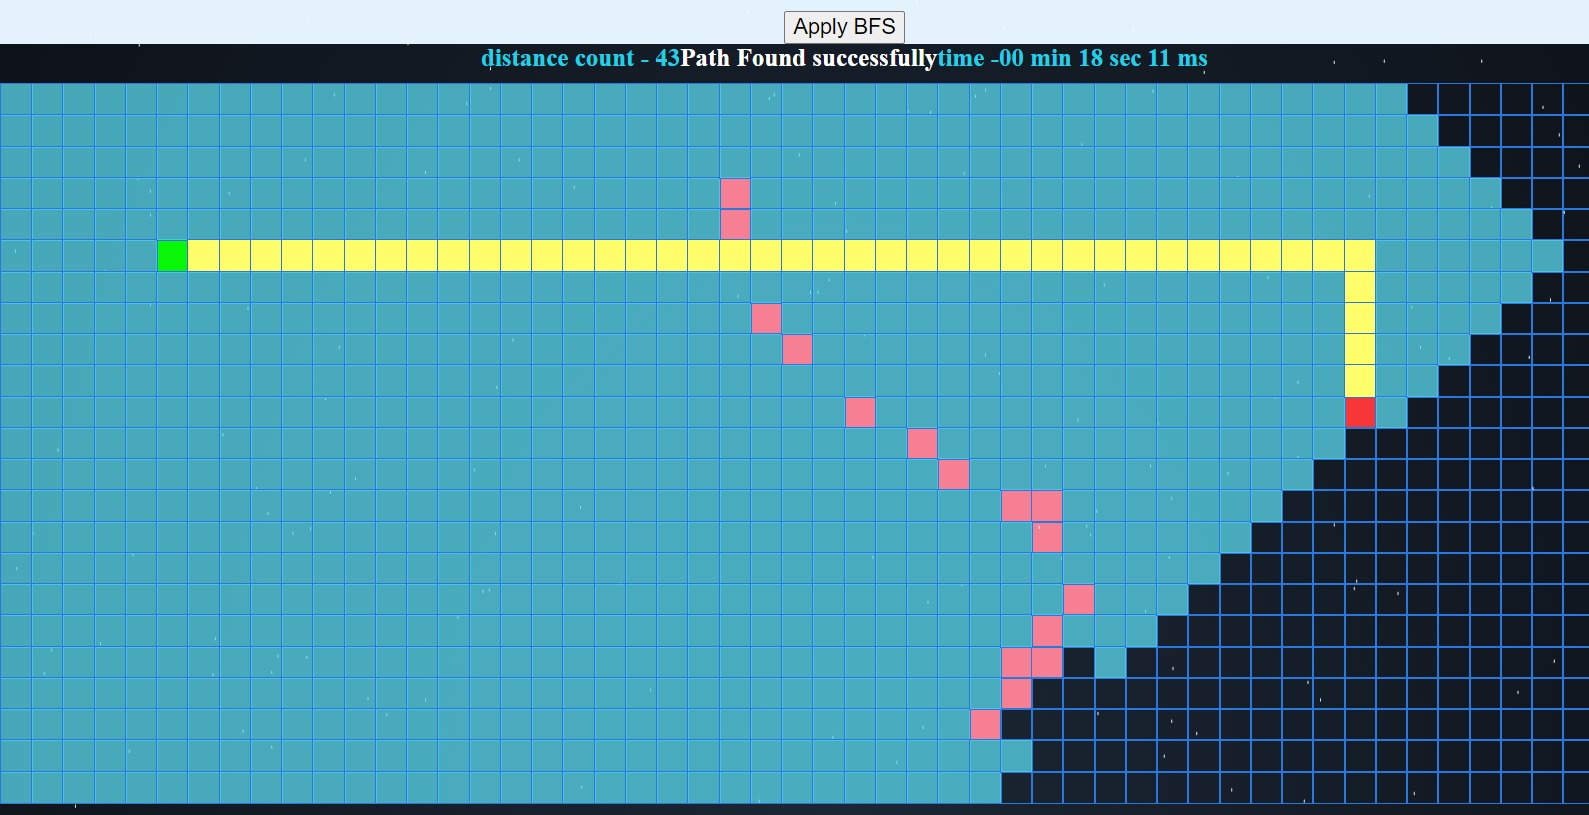 Apply BFS
distance count - 43Path Found successfullytime -00 min 18 sec 11 ms